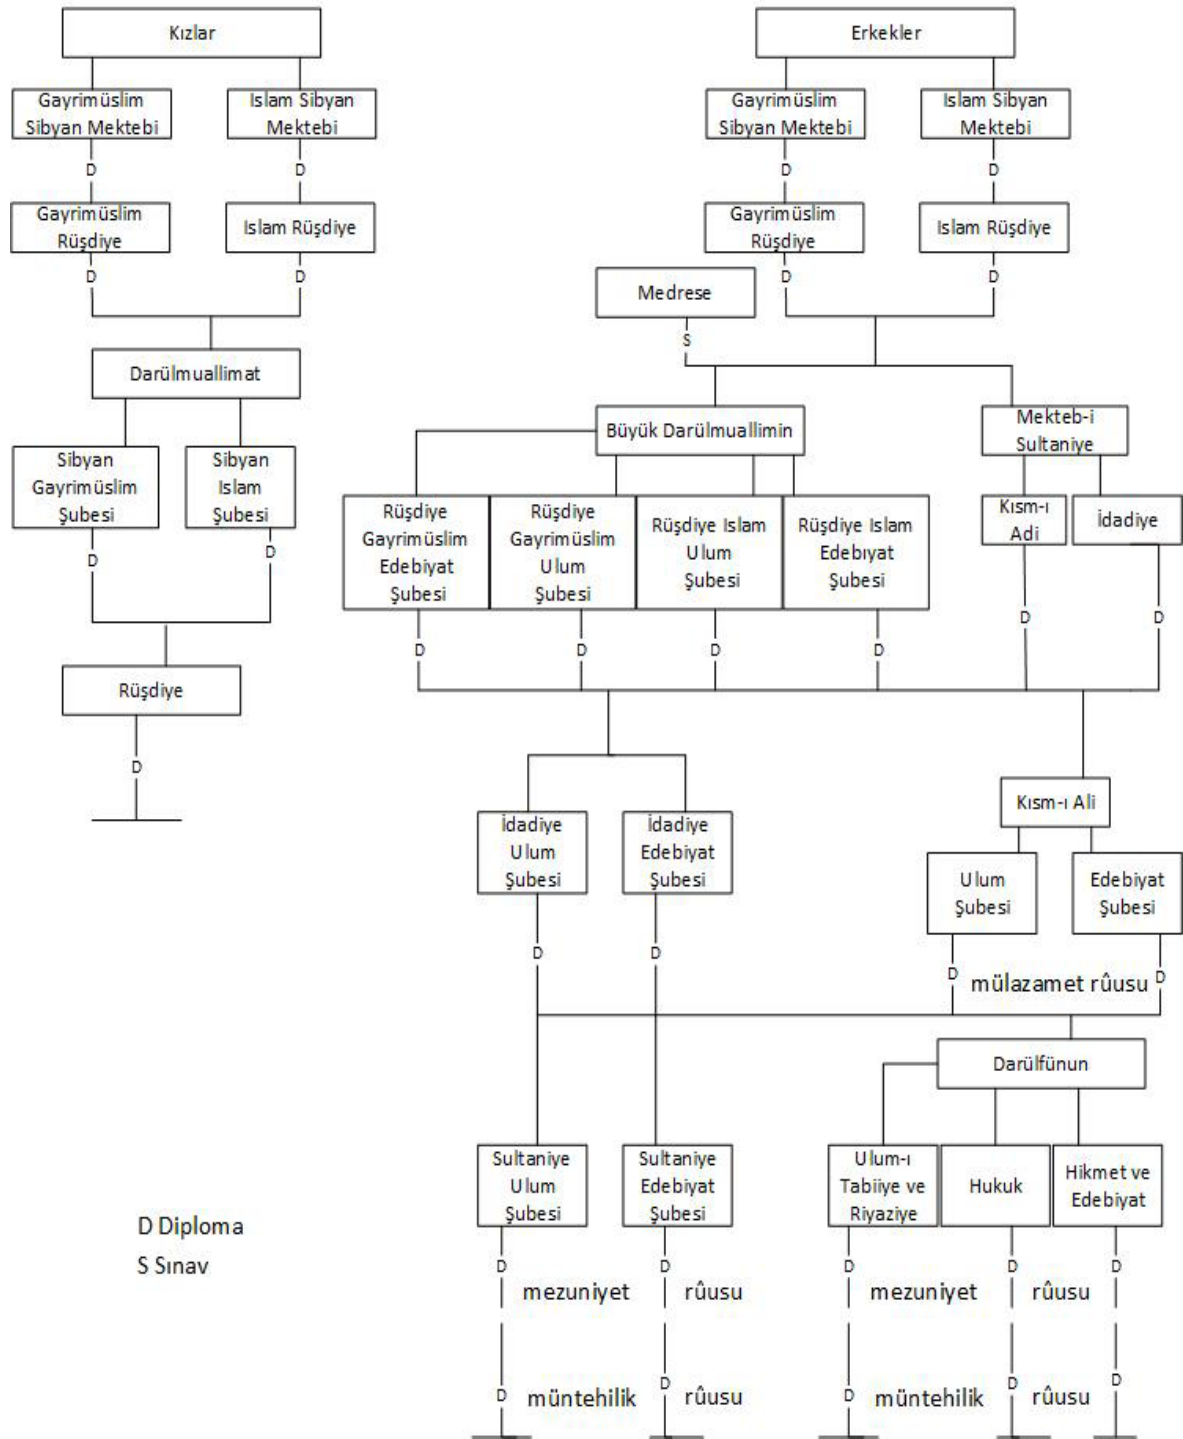 Kızlar
Erkekler
Gayrimüslim
Sibyan Mektebi
Islam Sibyan
Mektebi
Gayrimüslim
Sibyan Mektebi
Islam Sibyan
Mektebi
D
D
D
D
Gayrimüslim
Rüşdiye
Islam Rüşdiye
Gayrimüslim
Rüşdiye
Islam Rüşdiye
D
D
D
D
Medrese
S
Darülmuallimat
Büyük Darülmuallimin
Mekteb-i
Sultaniye
Sibyan
Gayrimüslim
Şubesi
Sibyan
Islam
Şubesi
Rüşdiye
Gayrimüslim
Edebiyat
Şubesi
Rüşdiye
Gayrimüslim
Ulum
Şubesi
Rüşdiye Islam
Ulum
Şubesi
Rüşdiye Islam
Edebıyat
Şubesi
Kısm-ı
Adi
İdadiye
D
D
D
D
D
D
D
D
Rüşdiye
D
Kısm-ı Ali
İdadiye
Ulum
Şubesi
İdadiye
Edebiyat
Şubesi
Ulum
Şubesi
Edebiyat
Şubesi
D
D
D
mülazamet rûusu
D
Darülfünun
Sultaniye
Ulum
Şubesi
Sultaniye
Edebiyat
Şubesi
Ulum-ı
Tabiiye ve
Riyaziye
Hukuk
Hikmet ve
Edebiyat
D Diploma
S Sınav
D
D
D
D
D
mezuniyet rûusu
mezuniyet rûusu
D müntehilik D rûusu
D müntehilik D rûusu D